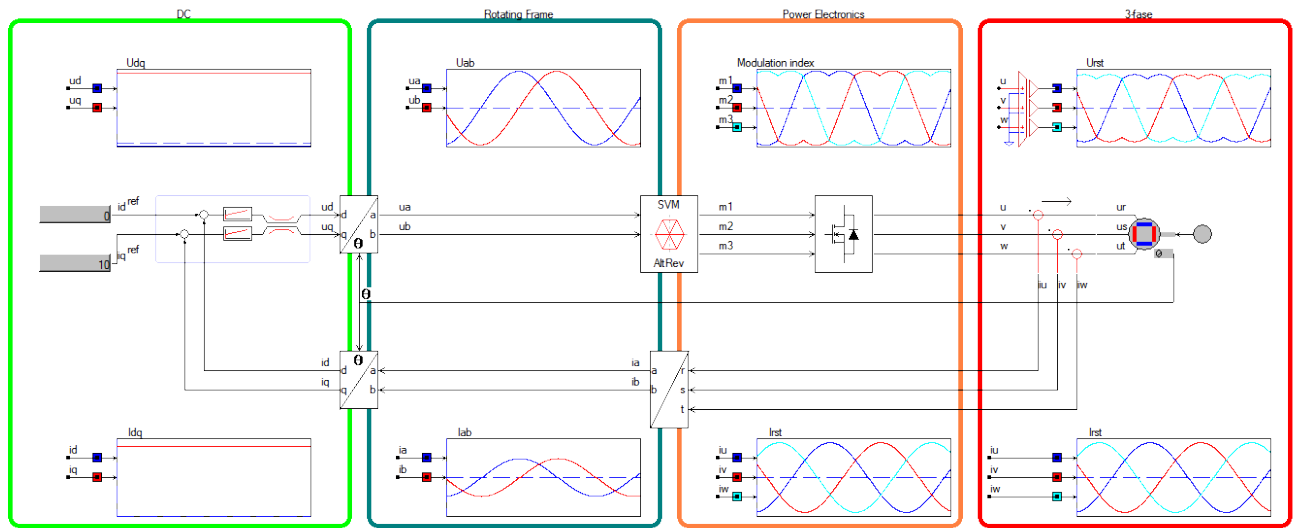 DC
Rotating Frame
Power Electronics
3-fase
Udq
ud
uq
Uab
ua
ub
Modulation index
m1
m2
m3
Urst
u
v
w
id ref
0
iq ref
10
ud
uq
d
a
q
b
θ
ua
ub
SVM
AltRev
m1
m2
m3
u
v
w
ur
us
ut
0
iu
iv
iw
θ
θ
id
iq
d
a
q
b
ia
ib
a
r
b
s
t
Idq
id
iq
Iab
ia
ib
Irst
iu
iv
iw
Irst
iu
iv
iw